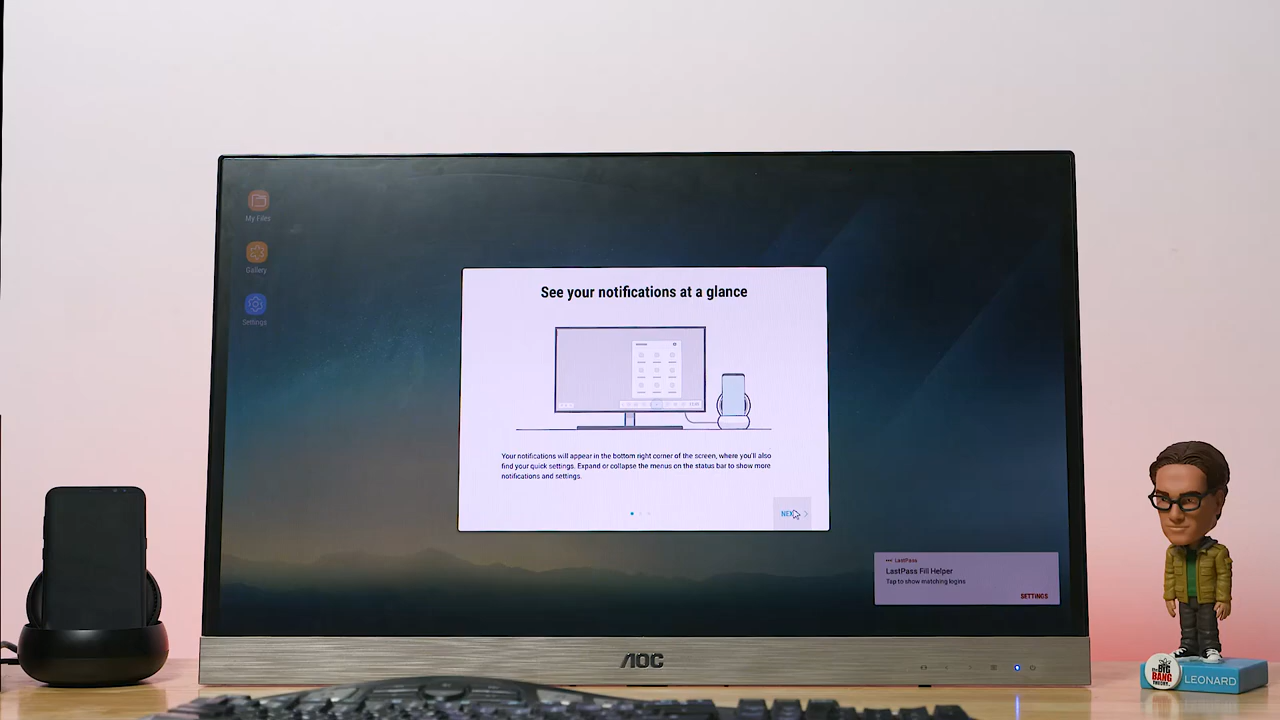 My Files
Gallery
Settings
See your notifications at a glance
Your notifications will appear in the bottom right corner of the screen, where you'll also
find your quick settings. Expand or collapse the menus on the status bar to show more
notifications and settings.
NEXT
LastPass
LastPass Fill Helper
Tap to show matching logins
SETTINGS
AOC
THE
BIG
BANG
THEORY
LEONARD